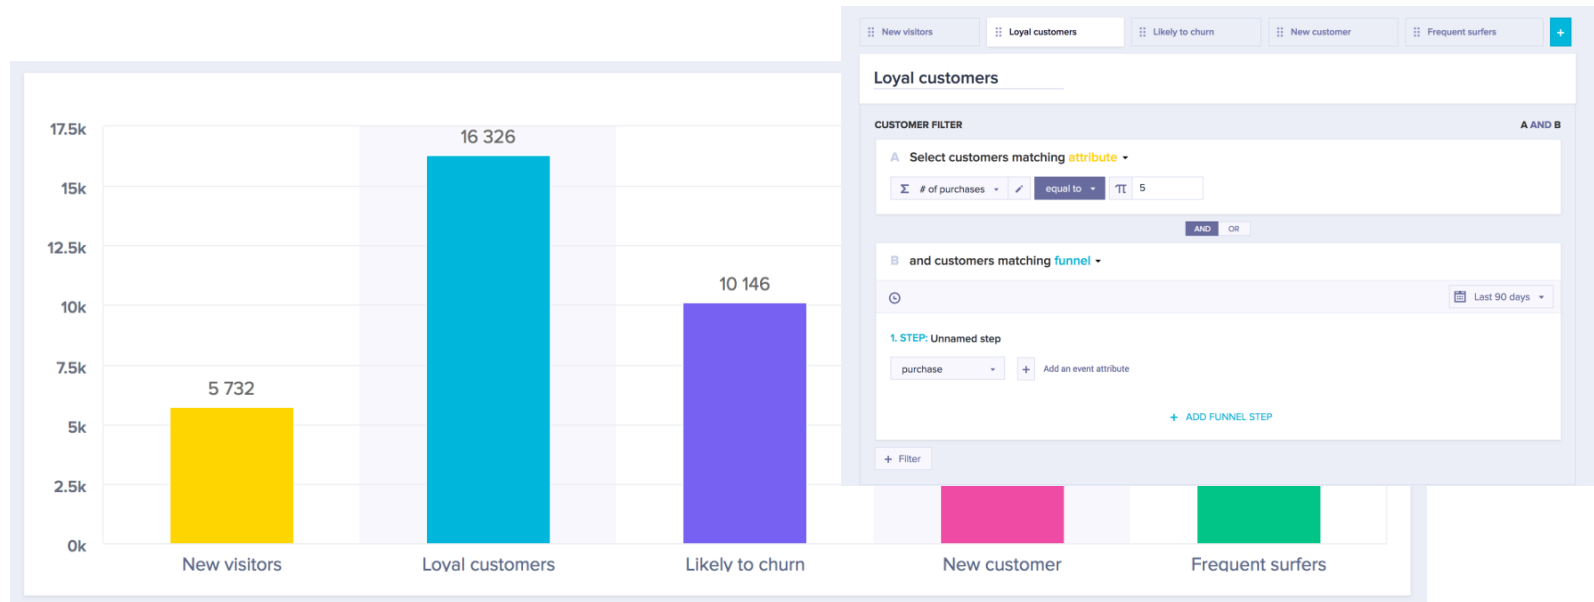 New visitors
Loyal customers
Likely to churn
New customer
Frequent surfers
+
Loyal customers
CUSTOMER FILTER
A AND B
A Select customers matching attribute
Σ # of purchases
equal to
π 5
AND OR
B and customers matching funnel
Last 90 days
1. STEP: Unnamed step
purchase
+ Add an event attribute
+ ADD FUNNEL STEP
+ Filter
17.5k
15k
12.5k
10k
7.5k
5k
2.5k
0k
5 732
16 326
10 146
New visitors
Loyal customers
Likely to churn
New customer
Frequent surfers